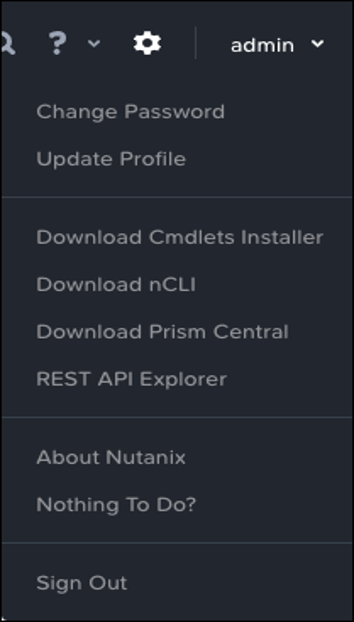 ?
admin
Change Password
Update Profile
Download Cmdlets Installer
Download nCLI
Download Prism Central
REST API Explorer
About Nutanix
Nothing To Do?
Sign Out